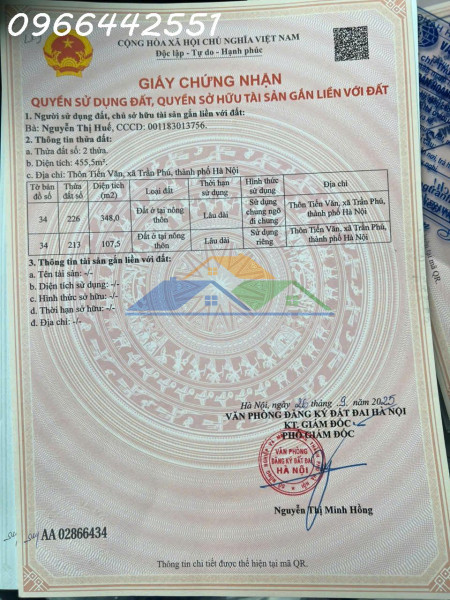 0966442551
CỘNG HÒA XÃ HỘI CHỦ NGHĨA VIỆT NAM
Độc lập - Tự do - Hạnh phúc
GIẤY CHỨNG NHẬN
QUYỀN SỬ DỤNG ĐẤT, QUYỀN SỞ HỮU TÀI SẢN GẮN LIỀN VỚI ĐẤT
1. Người sử dụng đất, chủ sở hữu tài sản gắn liền với đất:
Bà: Nguyễn Thị Huế, CCCD: 001183013756.
2. Thông tin thửa đất:
a. Thửa đất số: 2 thửa.
b. Diện tích: 455,5m².
c. Địa chỉ: Thôn Tiến Văn, xã Trần Phú, thành phố Hà Nội
Tờ bản đồ số Thửa đất số Diện tích (m2) Loại đất Thời hạn sử dụng Hình thức sử dụng Địa chỉ
34 226 348,0 Đất ở tại nông thôn Lâu dài Sử dụng chung ngõ đi chung Thôn Tiến Văn, xã Trần Phú, thành phố Hà Nội
34 213 107,5 Đất ở tại nông thôn Lâu dài Sử dụng riêng Thôn Tiến Văn, xã Trần Phú, thành phố Hà Nội
3. Thông tin tài sản gắn liền với đất:
a. Tên tài sản: -/-
b. Diện tích sử dụng: -/-
c. Hình thức sở hữu: -/-
d. Thời hạn sở hữu: -/-
đ. Địa chỉ: -/-
Hà Nội, ngày 26 tháng 9 năm 2025
VĂN PHÒNG ĐĂNG KÝ ĐẤT ĐAI HÀ NỘI
KT. GIÁM ĐỐC
PHÓ GIÁM ĐỐC
VĂN PHÒNG
ĐĂNG KÝ ĐẤT ĐAI
HÀ NỘI
Nguyễn Thị Minh Hồng
AA 02866434
Thông tin chi tiết được thể hiện tại mã QR.
tại mã QR.